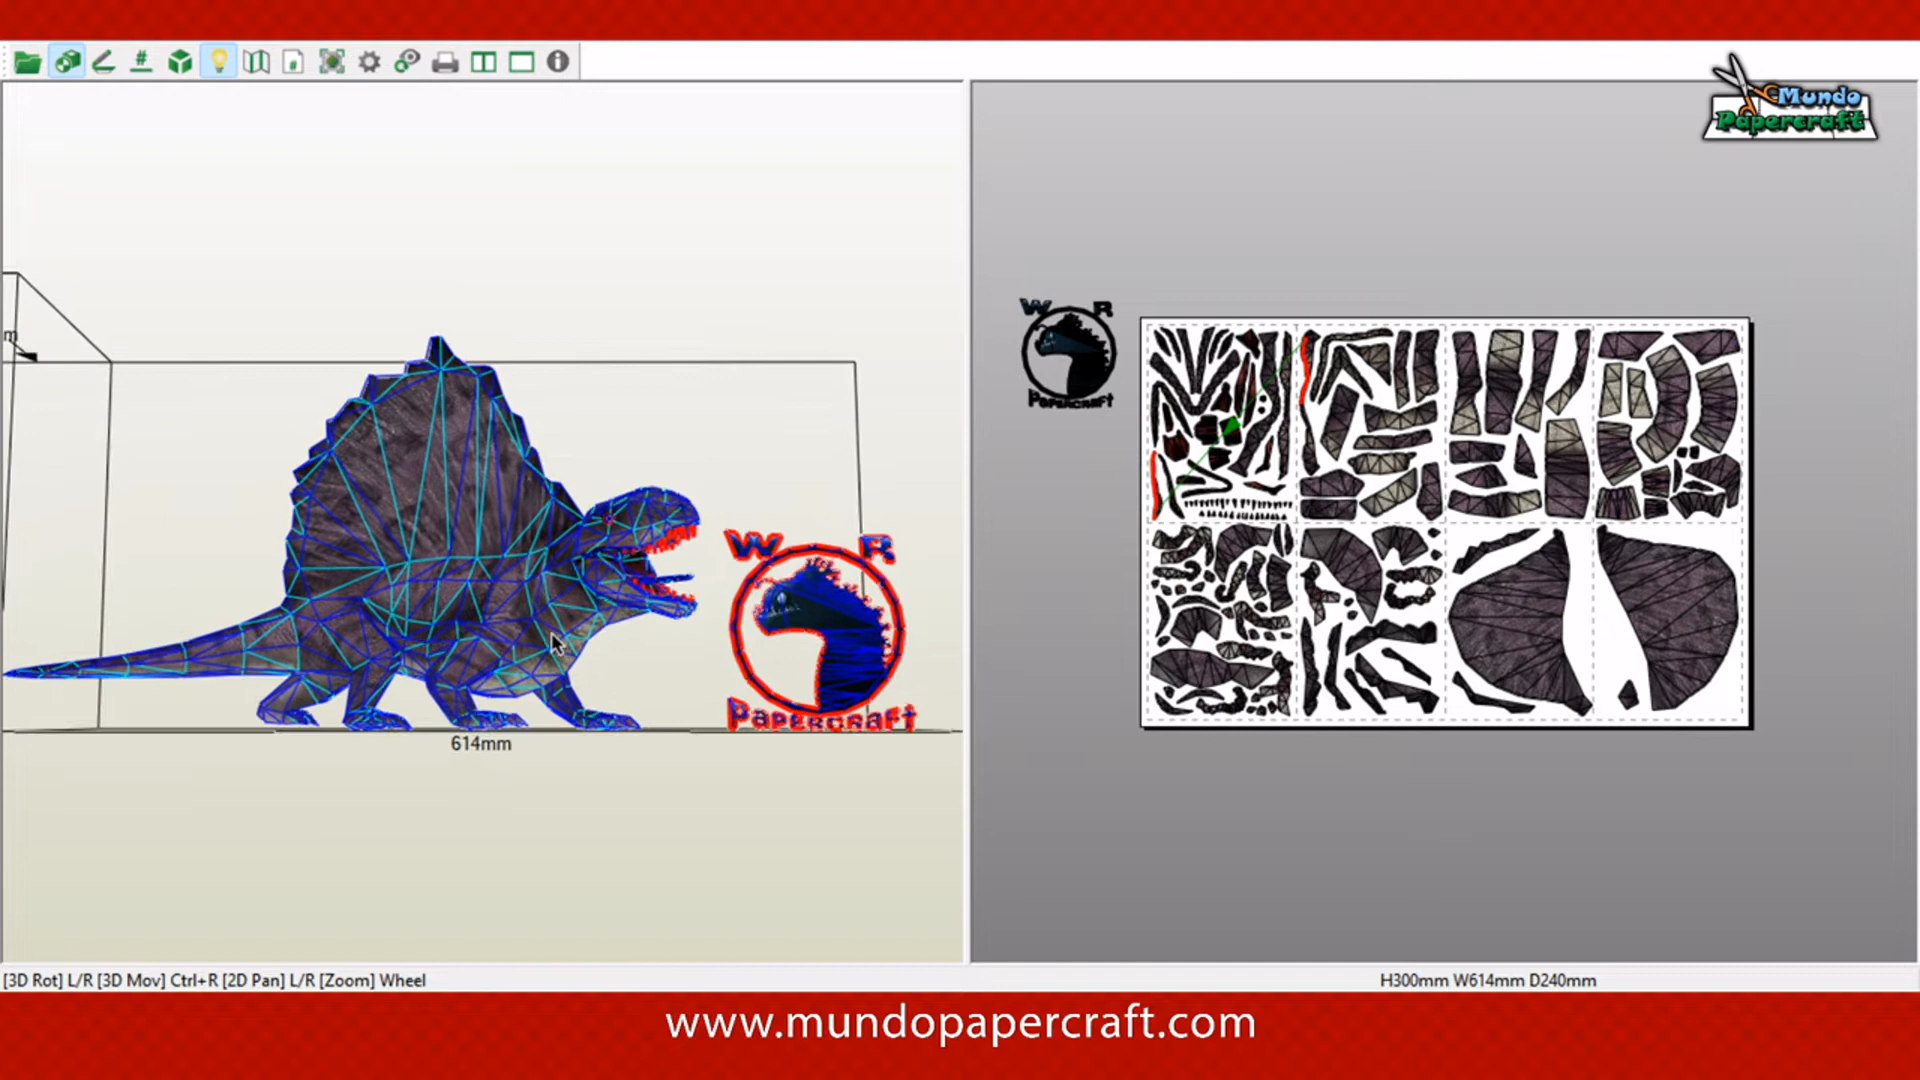 #
Mundo
Papercraft
m
W R
Papercraft
W R
Papercraft
614mm
[3D Rot] L/R [3D Mov] Ctrl+R [2D Pan] L/R [Zoom] Wheel
H300mm W614mm D240mm
www.mundopapercraft.com